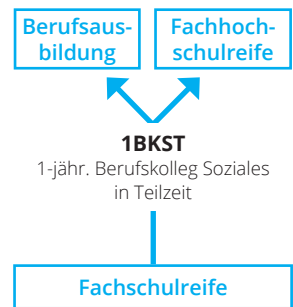 Berufsaus-
bildung
Fachhoch-
schulreife
1BKST
1-jähr. Berufskolleg Soziales
in Teilzeit
Fachschulreife